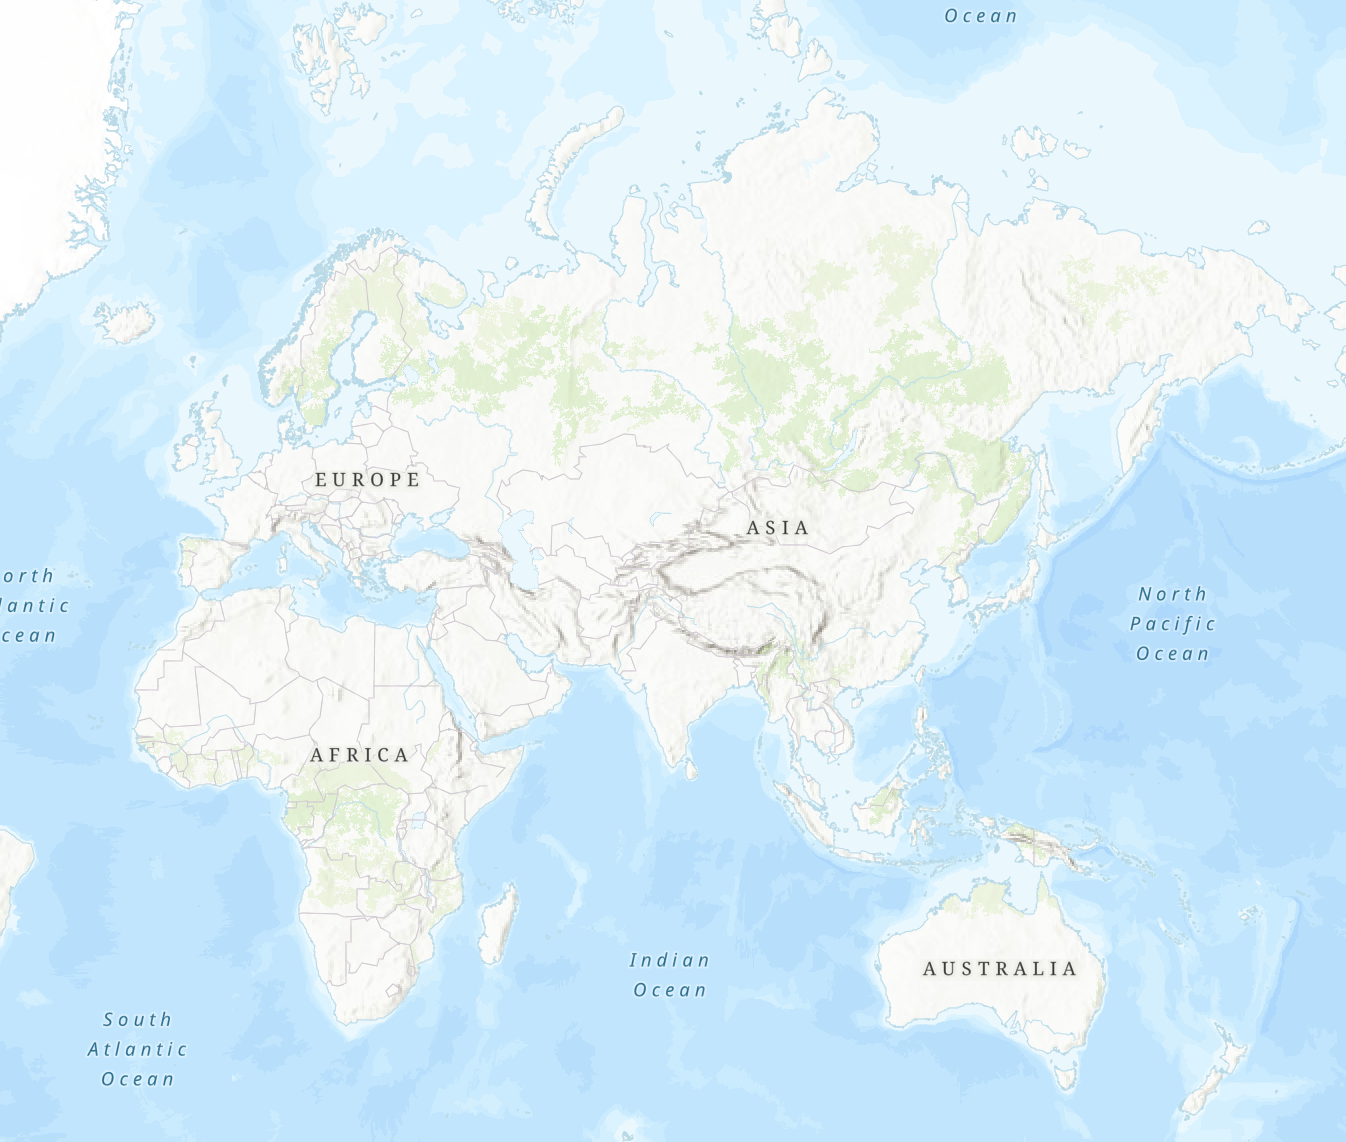 Ocean
EUROPE
ASIA
orth
lantic
cean
North
Pacific
Ocean
AFRICA
Indian
Ocean
AUSTRALIA
South
Atlantic
Ocean